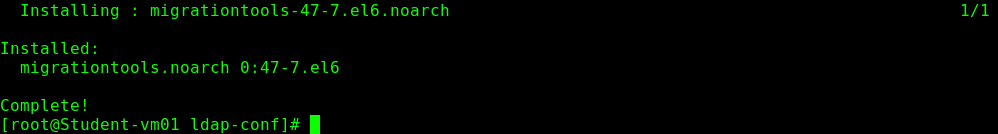 Installing : migrationtools-47-7.el6.noarch 1/1
Installed:
migrationtools.noarch 0:47-7.el6
Complete!
[root@Student-vm01 ldap-conf]#